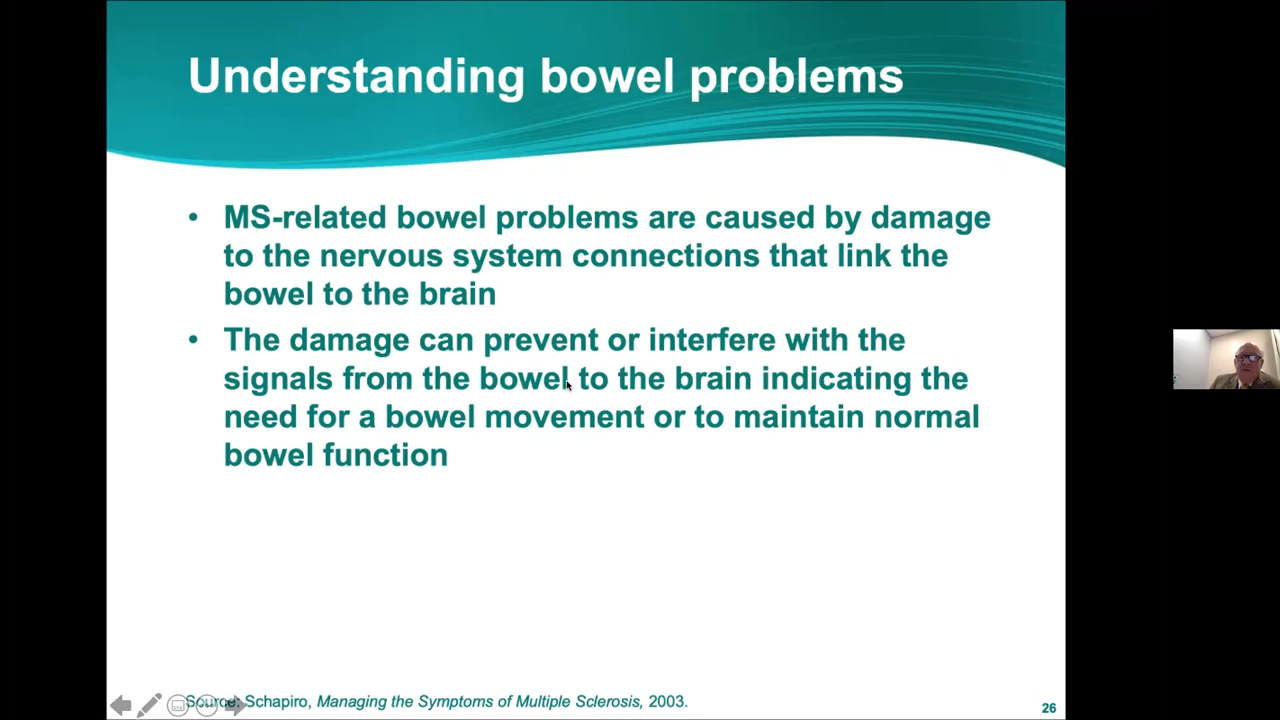 Understanding bowel problems
• MS-related bowel problems are caused by damage
to the nervous system connections that link the
bowel to the brain
• The damage can prevent or interfere with the
signals from the bowel to the brain indicating the
need for a bowel movement or to maintain normal
bowel function
Source: Schapiro, Managing the Symptoms of Multiple Sclerosis, 2003.
26